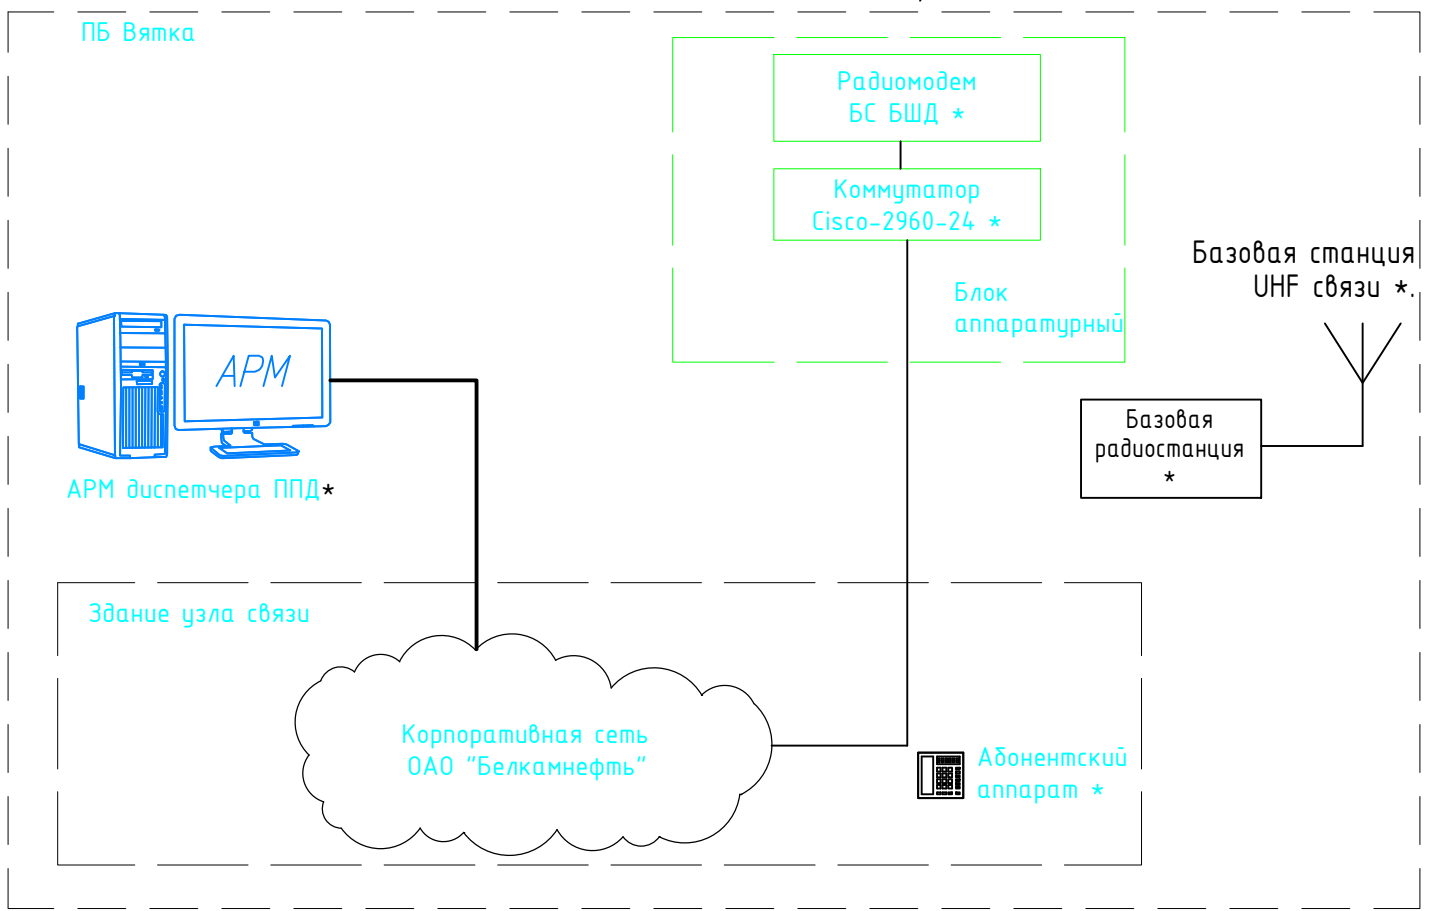 ПБ Вятка
Радиомодем
БС БШД *
Коммутатор
Cisco-2960-24 *
Блок
аппаратурный
Базовая станция
UHF связи *.
Базовая
радиостанция
*
АРМ
АРМ диспетчера ППД*
Здание узла связи
Корпоративная сеть
ОАО "Белкамнефть"
Абонентский
аппарат *